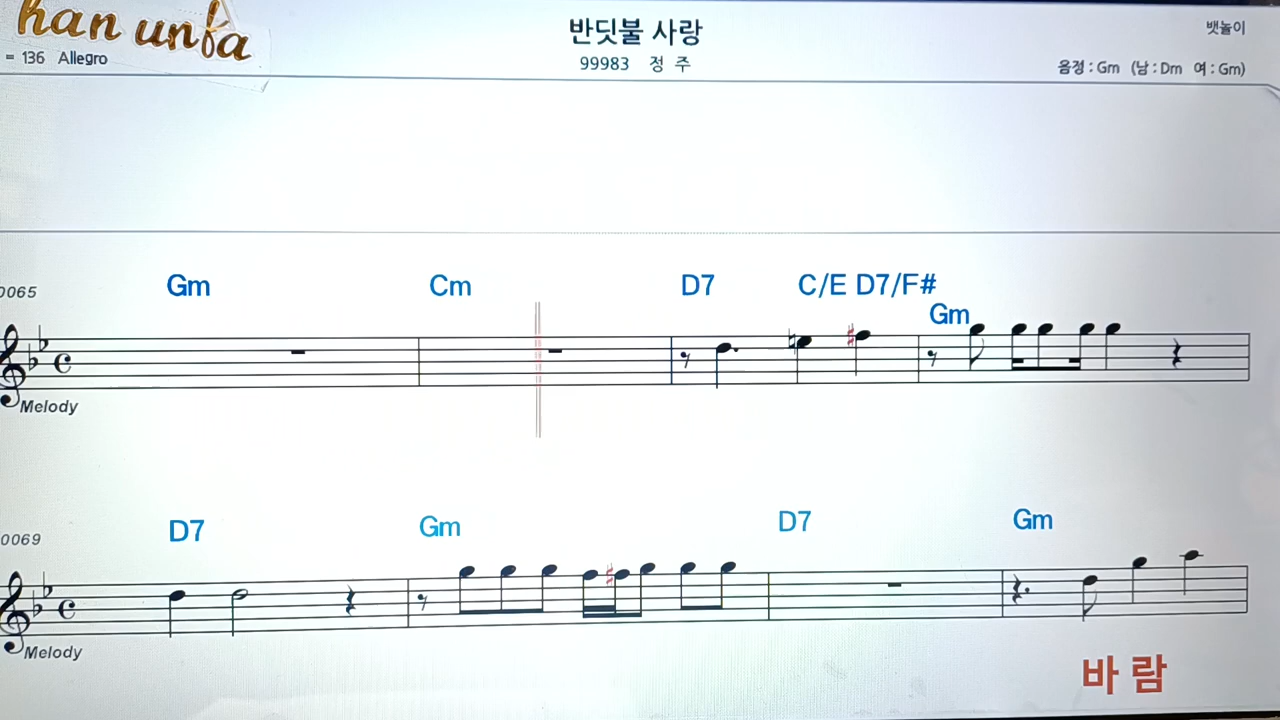 han unfa
반딧불 사랑
뱃놀이
= 136 Allegro
99983 정 주
음정 : Gm (남 : Dm 여 : Gm)
0065
Gm Cm D7 C/E D7/F#
Gm
Melody
0069
D7 Gm D7 Gm
Melody
바 람